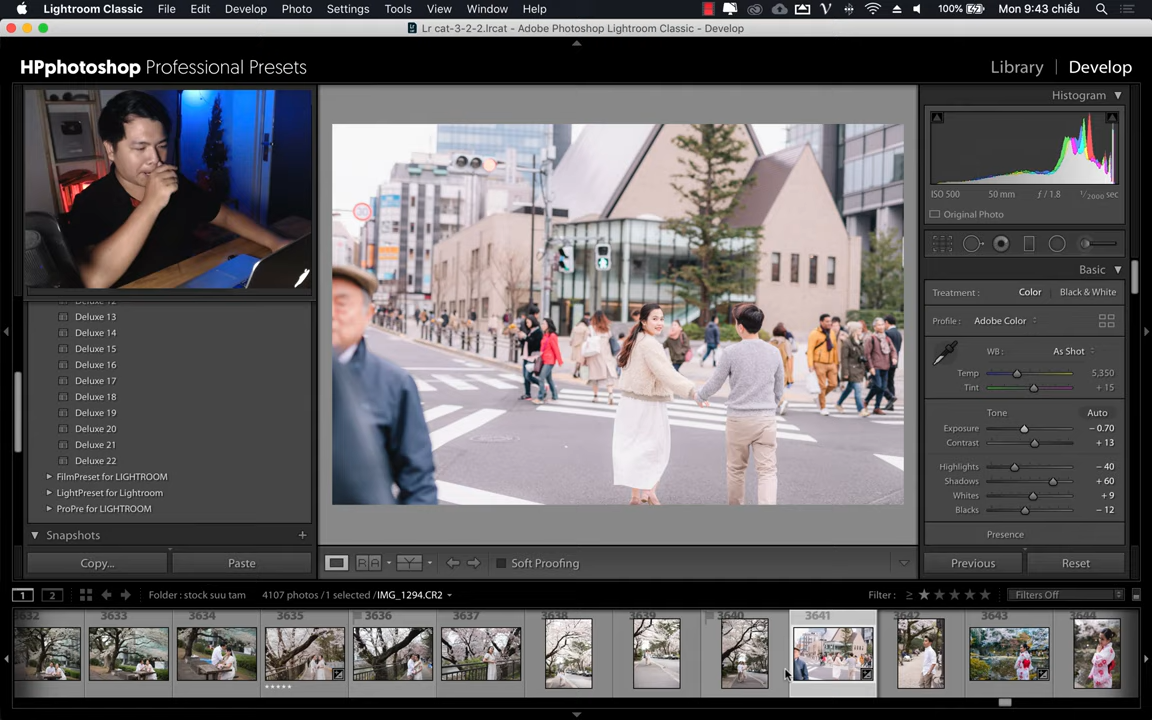 Lightroom Classic File Edit Develop Photo Settings Tools View Window Help 100% Mon 9:43 chiều
Lr cat-3-2-2.lrcat - Adobe Photoshop Lightroom Classic - Develop
HPphotoshop Professional Presets Library | Develop
Histogram
ISO 500 50 mm ƒ / 1.8 1/2000 sec
Original Photo
Basic
Treatment : Color Black & White
Profile : Adobe Color
WB : As Shot
Temp 5,350
Tint + 15
Tone Auto
Exposure − 0.70
Contrast + 13
Highlights − 40
Shadows + 60
Whites + 9
Blacks − 12
Presence
Previous Reset
Deluxe 12
Deluxe 13
Deluxe 14
Deluxe 15
Deluxe 16
Deluxe 17
Deluxe 18
Deluxe 19
Deluxe 20
Deluxe 21
Deluxe 22
FilmPreset for LIGHTROOM
LightPreset for Lightroom
ProPre for LIGHTROOM
Snapshots +
Copy... Paste
R A Y Soft Proofing
1 2 Folder : stock suu tam 4107 photos / 1 selected / IMG_1294.CR2 Filter : ≥ Filters Off
3632 3633 3634 3635 3636 3637 3638 3639 3640 3641 3642 3643 3644